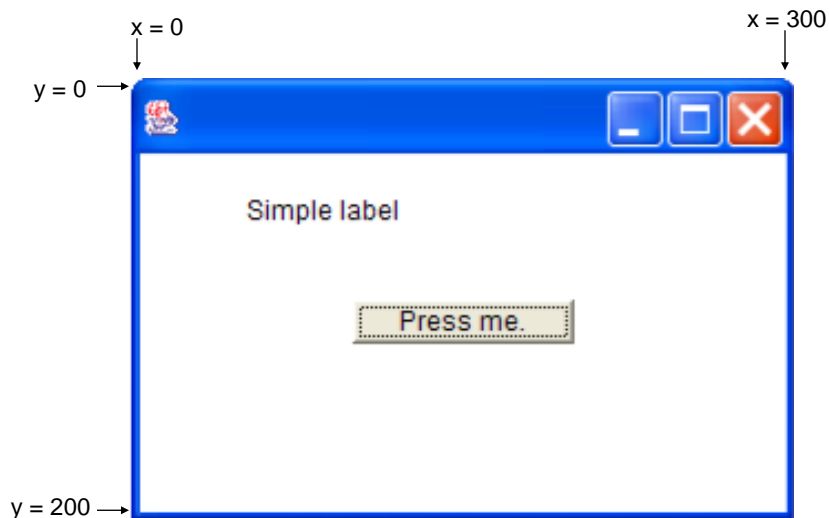 x = 0
x = 300
y = 0
Simple label
Press me.
y = 200